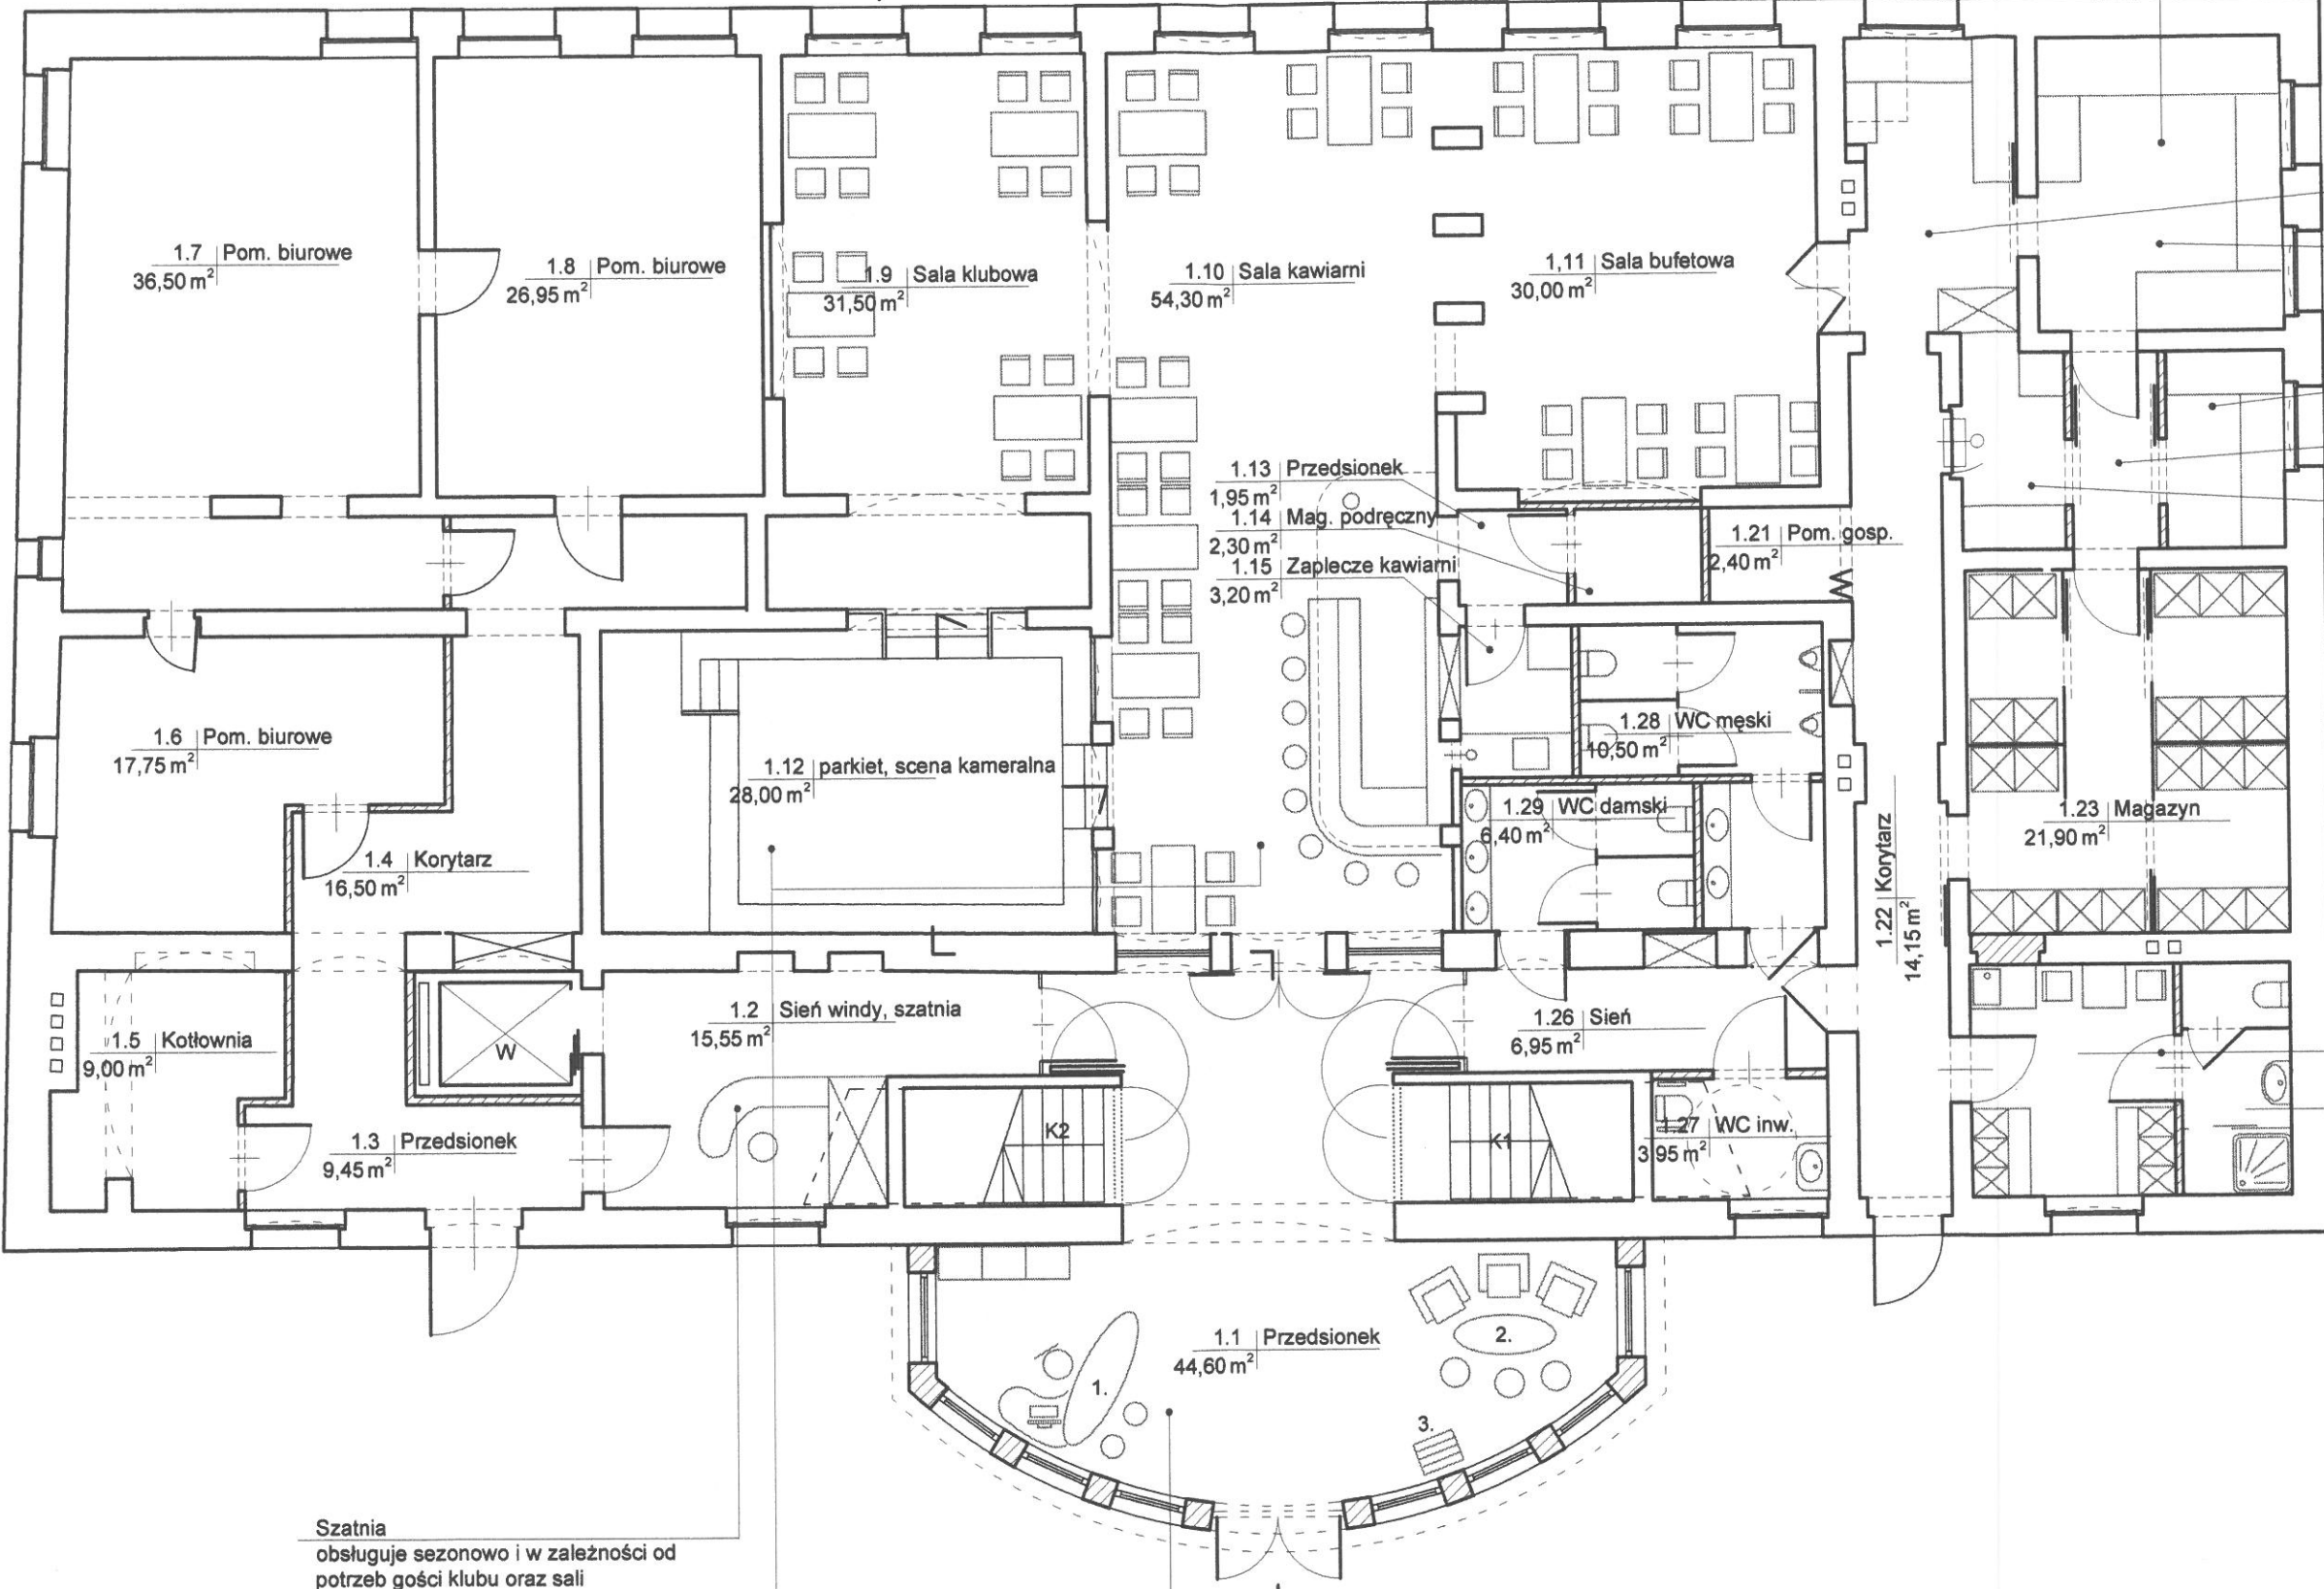 1.7 Pom. biurowe
36,50 m²
1.8 Pom. biurowe
26,95 m²
1.9 Sala klubowa
31,50 m²
1.10 Sala kawiarni
54,30 m²
1,11 Sala bufetowa
30,00 m²
1.13 Przedsionek
1,95 m²
1.14 Mag. podręczny
2,30 m²
1.15 Zaplecze kawiarni
3,20 m²
1.21 Pom. gosp.
2,40 m²
1.6 Pom. biurowe
17,75 m²
1.12 parkiet, scena kameralna
28,00 m²
1.28 WC męski
10,50 m²
1.29 WC damski
6,40 m²
1.22 Korytarz
14,15 m²
1.23 Magazyn
21,90 m²
1.4 Korytarz
16,50 m²
1.5 Kotłownia
9,00 m²
W
1.2 Sień windy, szatnia
15,55 m²
1.26 Sień
6,95 m²
1.3 Przedsionek
9,45 m²
K2
K1
1.27 WC inw.
3,95 m²
1.1 Przedsionek
44,60 m²
1.
2.
3.
Szatnia
obsługuje sezonowo i w zależności od
potrzeb gości klubu oraz sali